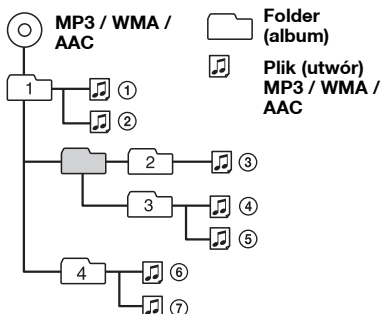 MP3 / WMA /
AAC
Folder
(album)
Plik (utwór)
MP3 / WMA /
AAC
1
①
②
2
③
3
④
⑤
4
⑥
⑦